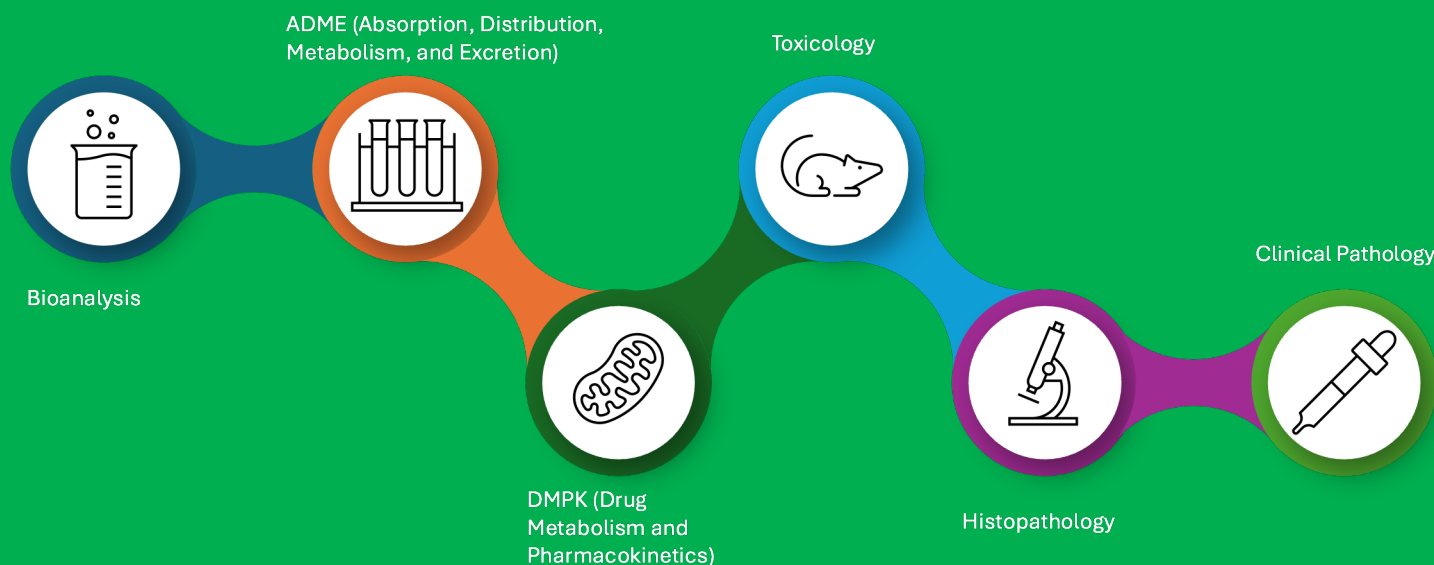 ADME (Absorption, Distribution,
Metabolism, and Excretion)
Toxicology
Clinical Pathology
Bioanalysis
DMPK (Drug
Metabolism and
Pharmacokinetics)
Histopathology